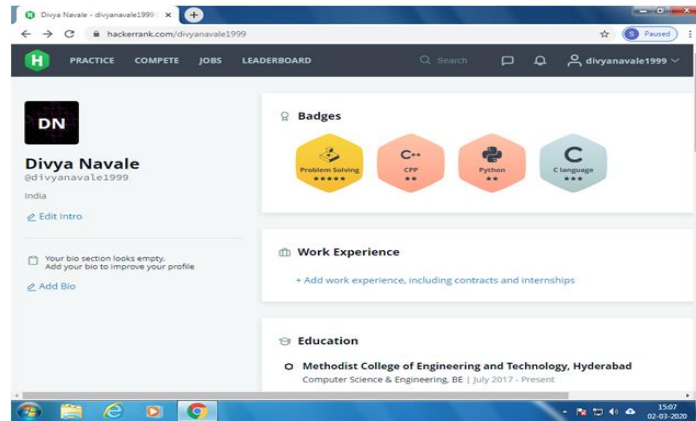 Divya Navale - divyanavale1999
hackerrank.com/divyanavale1999
S Paused
H PRACTICE COMPETE JOBS LEADERBOARD Search divyanavale1999
DN
Divya Navale
@divyanavale1999
India
Edit Intro
Your bio section looks empty.
Add your bio to improve your profile
Add Bio
Badges
Problem Solving
C++
CPP
Python
C
C language
Work Experience
+ Add work experience, including contracts and internships
Education
Methodist College of Engineering and Technology, Hyderabad
Computer Science & Engineering, BE | July 2017 - Present
15:07
02-03-2020